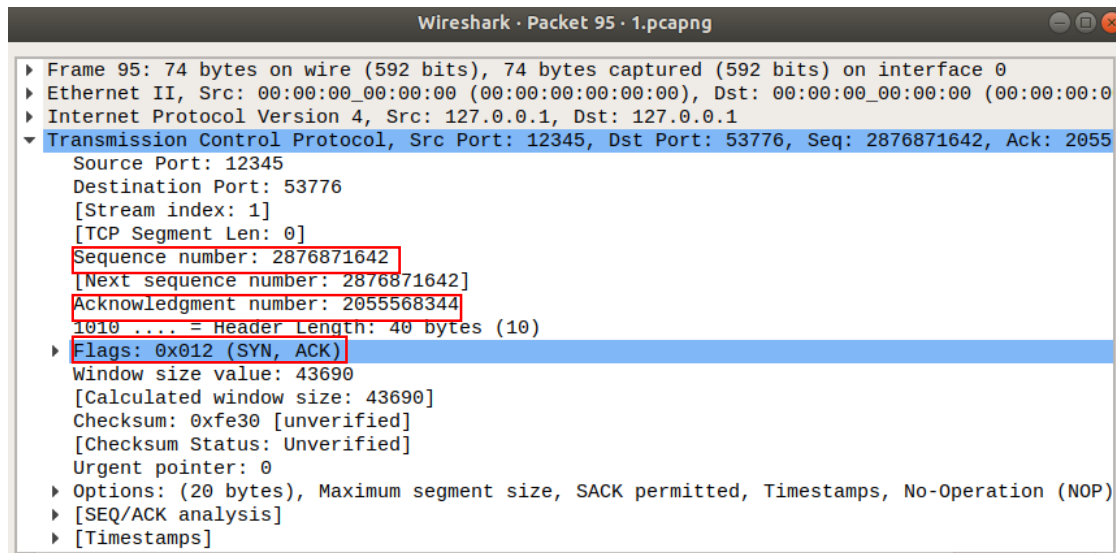 Wireshark · Packet 95 · 1.pcapng
Frame 95: 74 bytes on wire (592 bits), 74 bytes captured (592 bits) on interface 0
Ethernet II, Src: 00:00:00_00:00:00 (00:00:00:00:00:00), Dst: 00:00:00_00:00:00 (00:00:00:0
Internet Protocol Version 4, Src: 127.0.0.1, Dst: 127.0.0.1
Transmission Control Protocol, Src Port: 12345, Dst Port: 53776, Seq: 2876871642, Ack: 2055
Source Port: 12345
Destination Port: 53776
[Stream index: 1]
[TCP Segment Len: 0]
Sequence number: 2876871642
[Next sequence number: 2876871642]
Acknowledgment number: 2055568344
1010 .... = Header Length: 40 bytes (10)
Flags: 0x012 (SYN, ACK)
Window size value: 43690
[Calculated window size: 43690]
Checksum: 0xfe30 [unverified]
[Checksum Status: Unverified]
Urgent pointer: 0
Options: (20 bytes), Maximum segment size, SACK permitted, Timestamps, No-Operation (NOP)
[SEQ/ACK analysis]
[Timestamps]